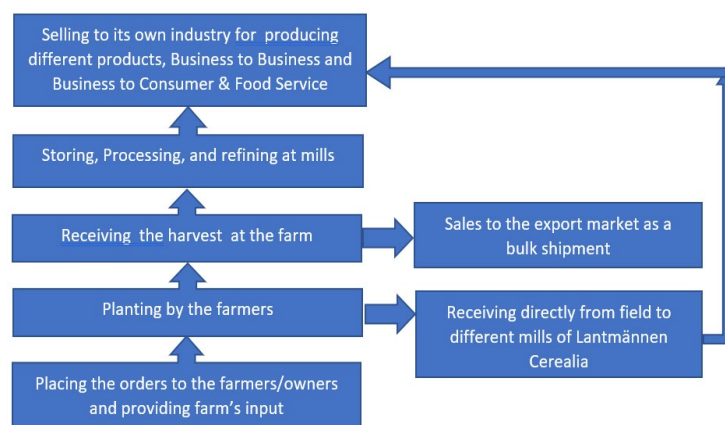 Selling to its own industry for producing
different products, Business to Business and
Business to Consumer & Food Service
Storing, Processing, and refining at mills
Receiving the harvest at the farm
Sales to the export market as a
bulk shipment
Planting by the farmers
Receiving directly from field to
different mills of Lantmännen
Cerealia
Placing the orders to the farmers/owners
and providing farm's input